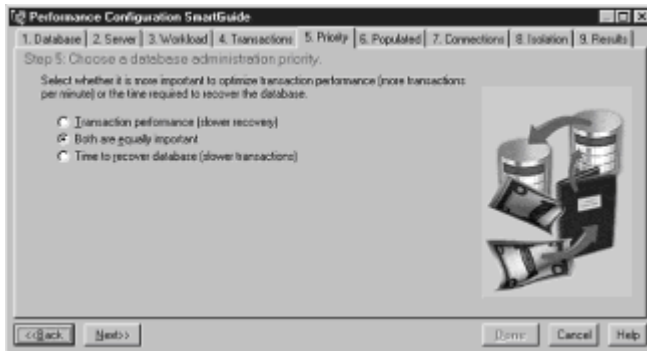 Performance Configuration SmartGuide
1. Database 2. Server 3. Workload 4. Transactions 5. Priority 6. Populated 7. Connections 8. Isolation 9. Results
Step 5: Choose a database administration priority.
Select whether it is more important to optimize transaction performance (more transactions
per minute) or the time required to recover the database.
Transaction performance (slower recovery)
Both are equally important
Time to recover database (slower transactions)
<<Back Next>> Done Cancel Help